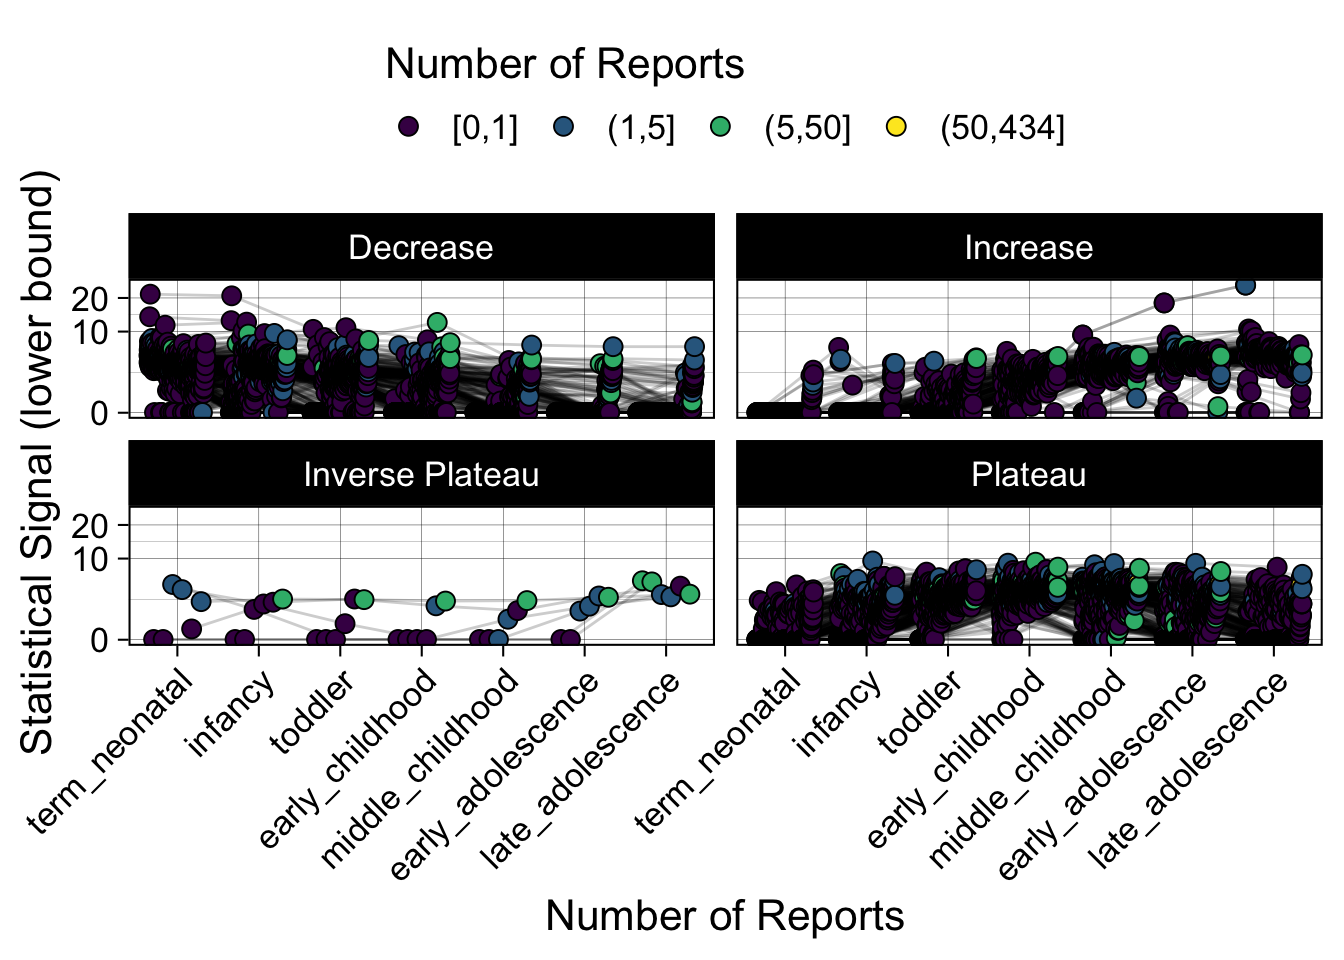 Number of Reports
[0,1] (1,5] (5,50] (50,434]
Statistical Signal (lower bound)
Decrease Increase
20
10
0
Inverse Plateau Plateau
20
10
0
term_neonatal infancy toddler early_childhood middle_childhood early_adolescence late_adolescence term_neonatal infancy toddler early_childhood middle_childhood early_adolescence late_adolescence
Number of Reports